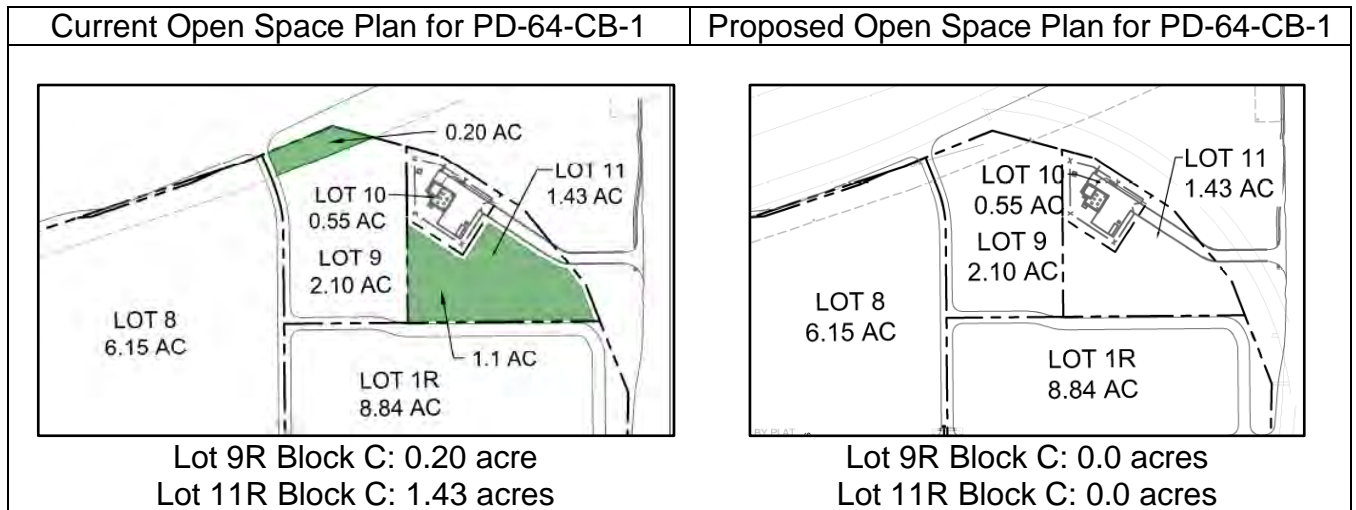 Current Open Space Plan for PD-64-CB-1
Proposed Open Space Plan for PD-64-CB-1
0.20 AC
LOT 11
1.43 AC
LOT 10
0.55 AC
LOT 9
2.10 AC
LOT 8
6.15 AC
1.1 AC
LOT 1R
8.84 AC
LOT 11
1.43 AC
LOT 10
0.55 AC
LOT 9
2.10 AC
LOT 8
6.15 AC
LOT 1R
8.84 AC
BY PLAT
Lot 9R Block C: 0.20 acre
Lot 11R Block C: 1.43 acres
Lot 9R Block C: 0.0 acres
Lot 11R Block C: 0.0 acres